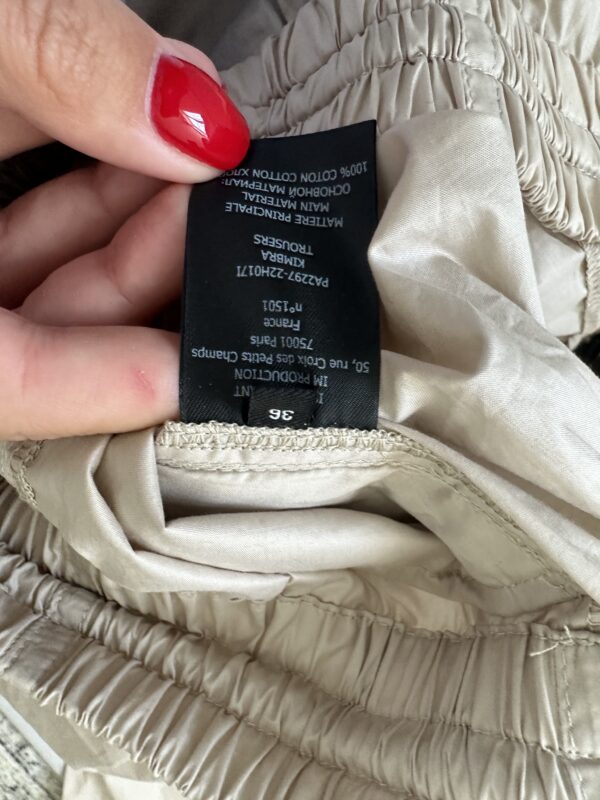 36
IM PRODUCTION
50, rue Croix des Petits Champs
75001 Paris
France
n°1501
PA2297-22H017I
KIMBRA
TROUSERS
MATIERE PRINCIPALE
MAIN MATERIAL
ОСНОВНОЙ МАТЕРИАЛ:
100% COTON COTTON